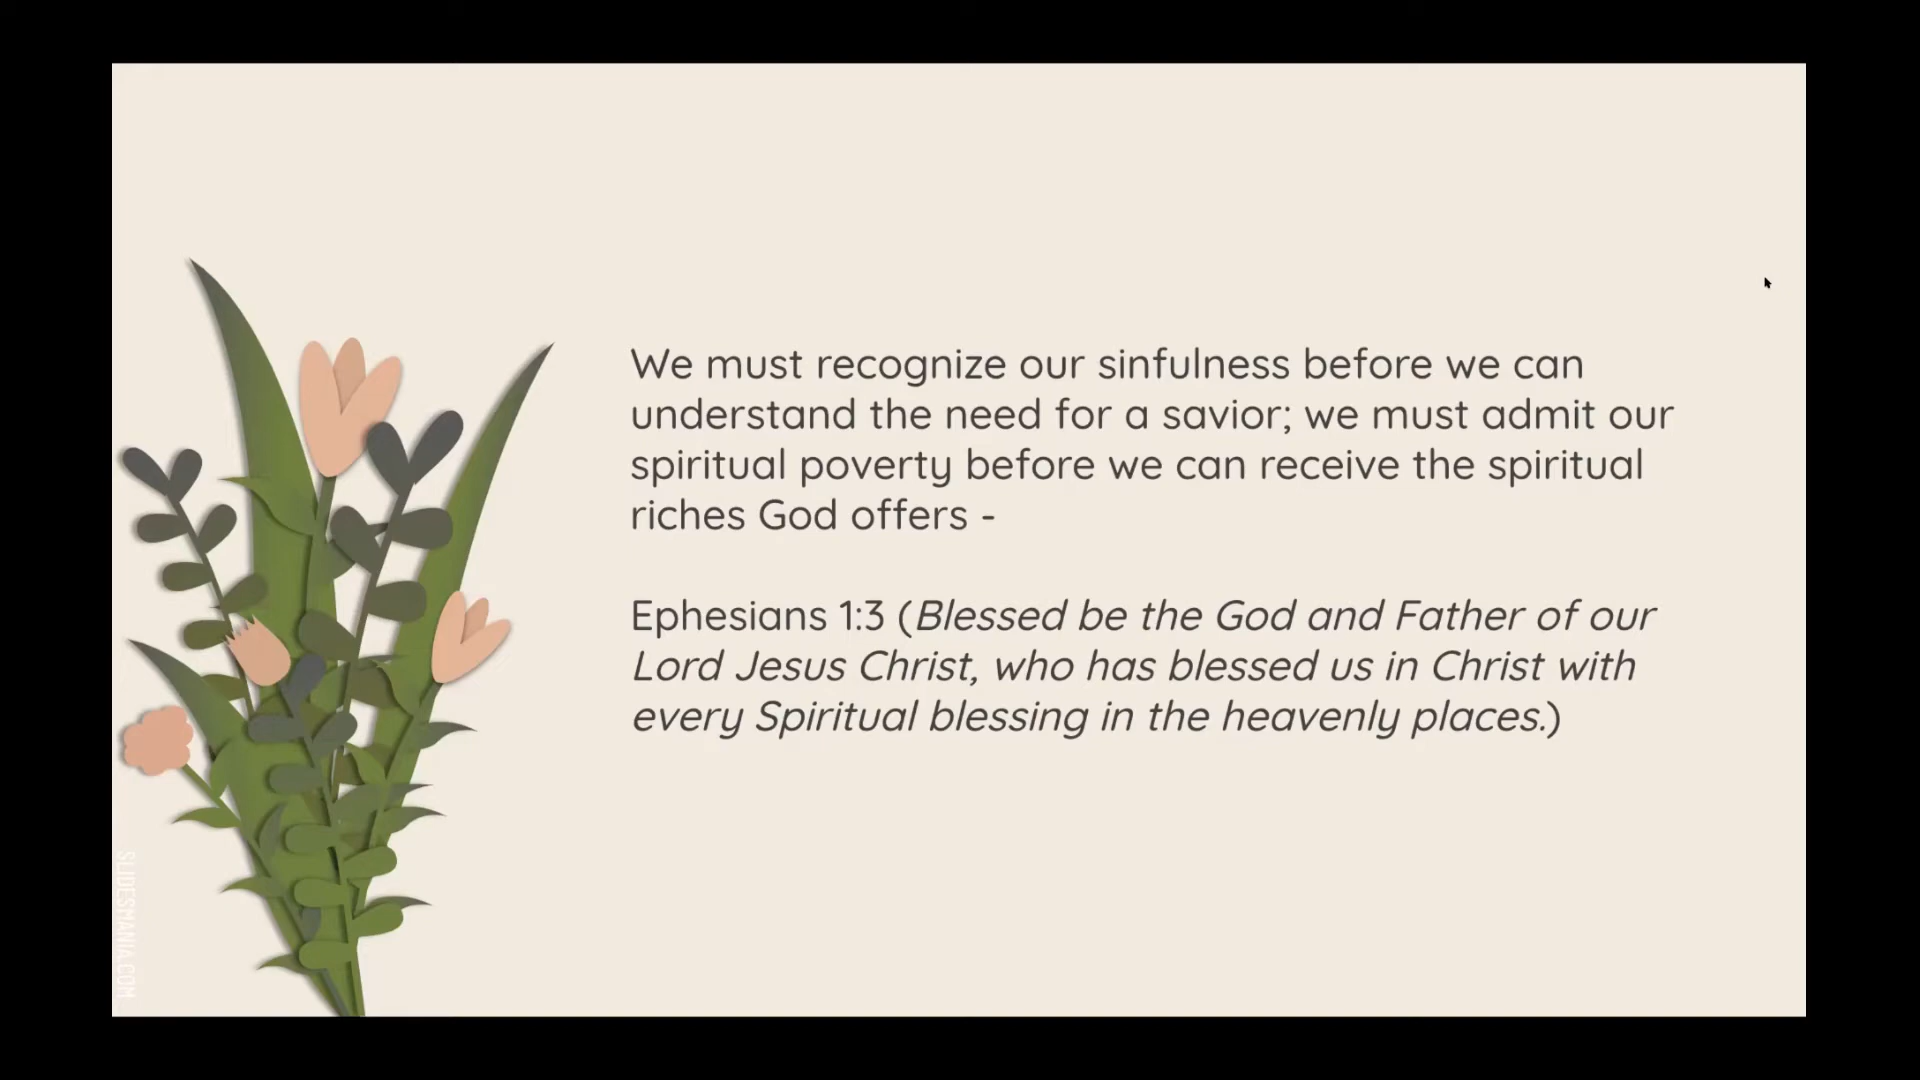 We must recognize our sinfulness before we can
understand the need for a savior; we must admit our
spiritual poverty before we can receive the spiritual
riches God offers -
Ephesians 1:3 (Blessed be the God and Father of our
Lord Jesus Christ, who has blessed us in Christ with
every Spiritual blessing in the heavenly places.)
SLIDESMANIA.COM